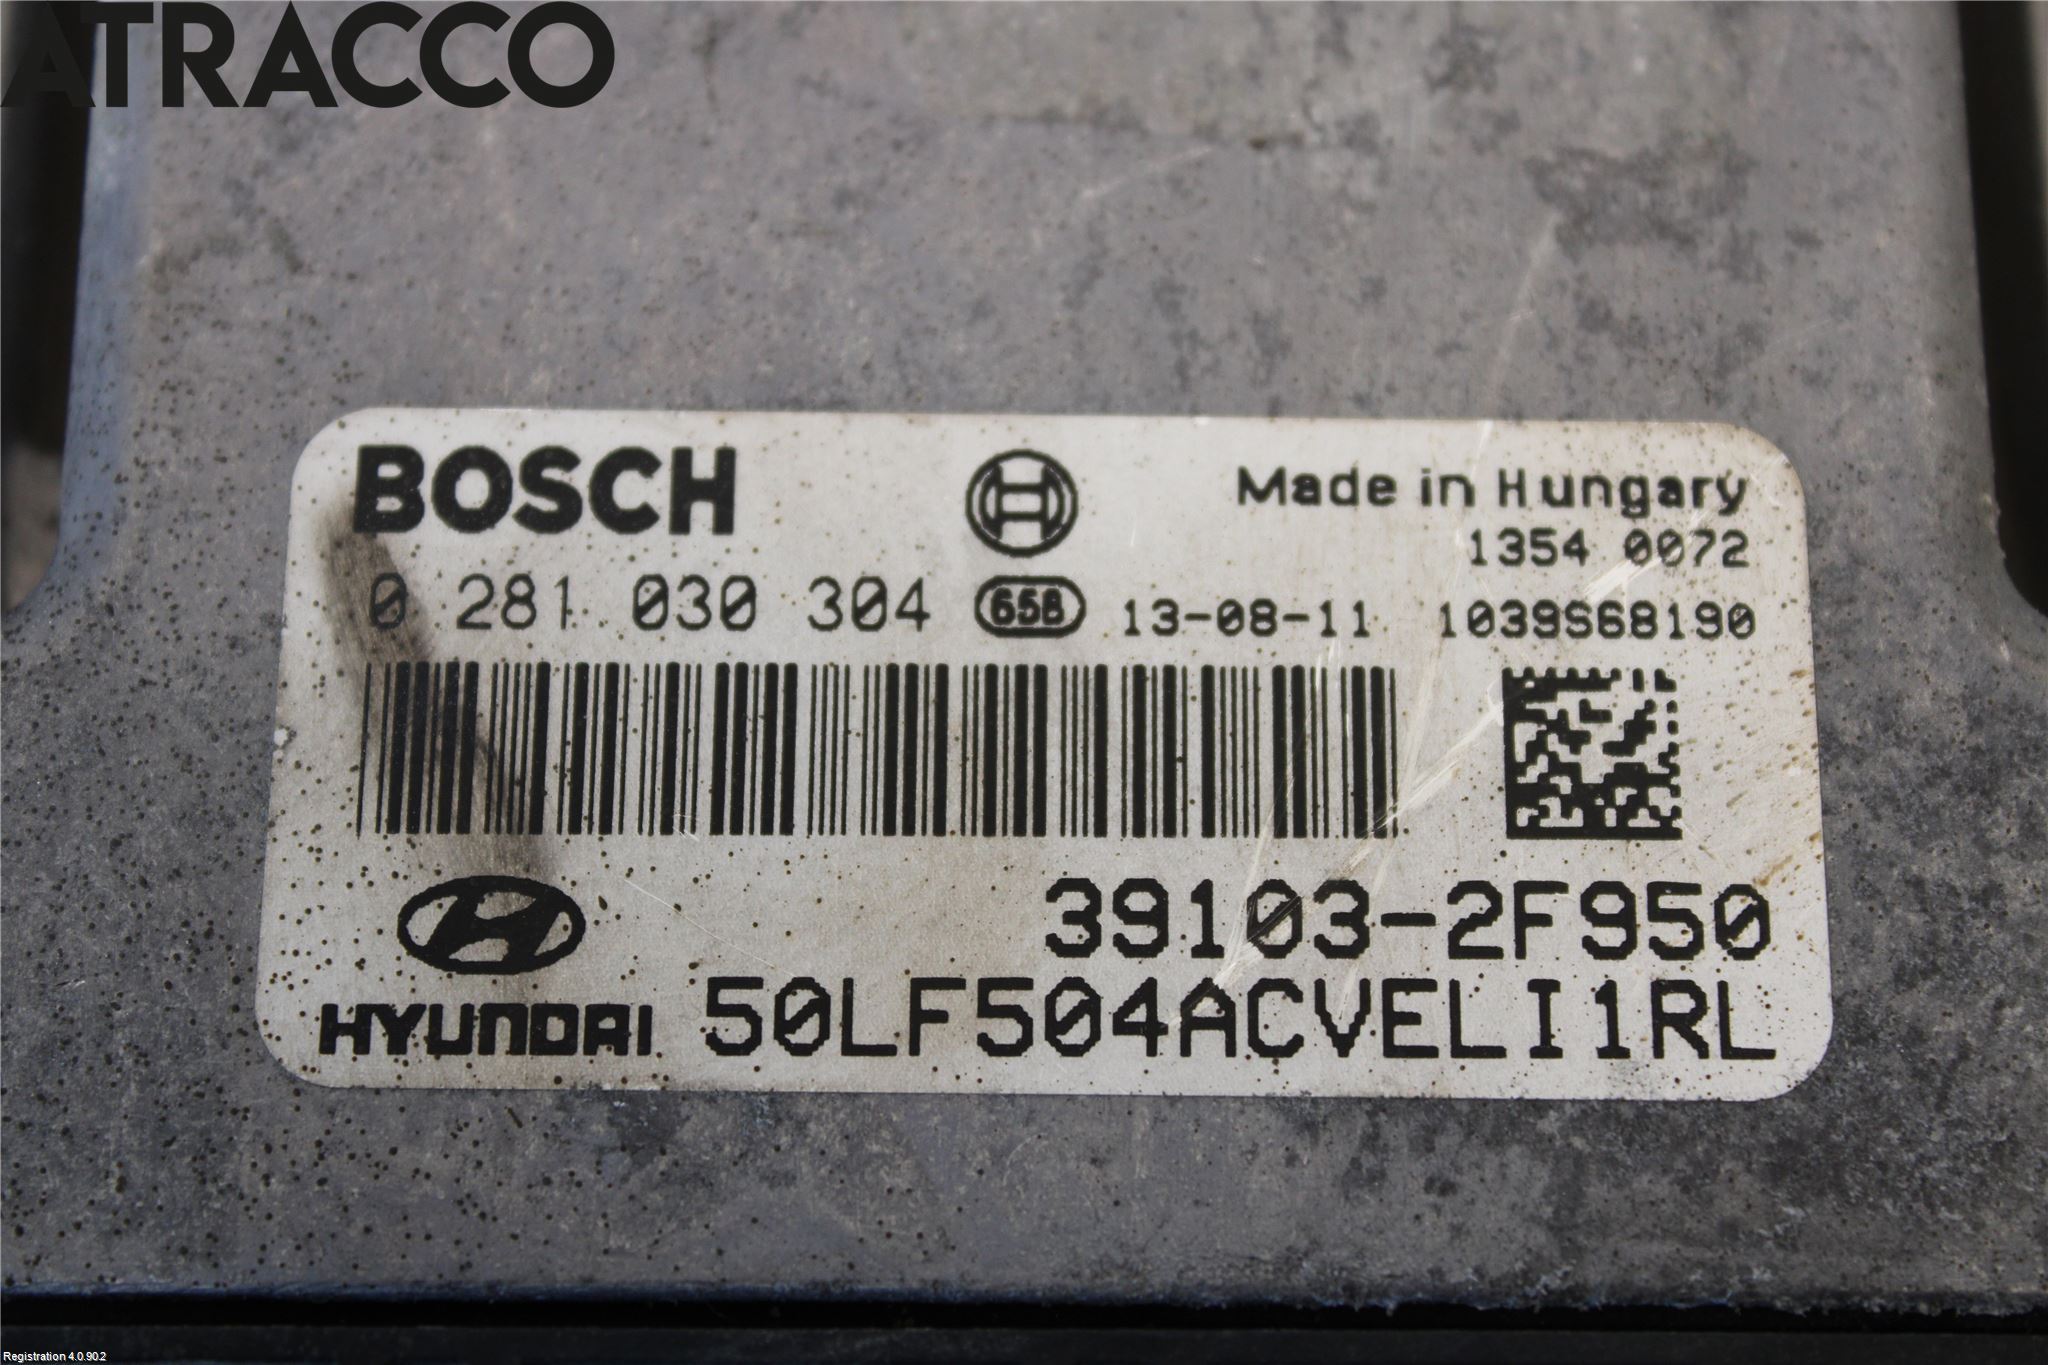 ATRACCO
BOSCH
Made in Hungary
1354 0072
0 281 030 304 658 13-08-11 1039S68190
39103-2F950
HYUNDAI 50LF504ACVELI1RL
Registration 4.0.90.2